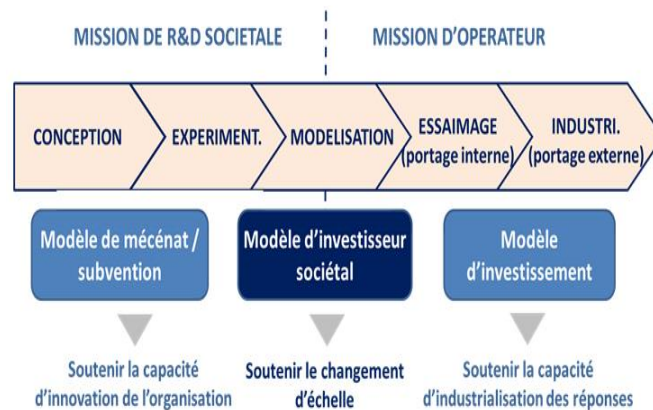 MISSION DE R&D SOCIETALE
MISSION D'OPERATEUR
CONCEPTION
EXPERIMENT.
MODELISATION
ESSAIMAGE
(portage interne)
INDUSTRI.
(portage externe)
Modèle de mécénat /
subvention
Modèle d'investisseur
sociétal
Modèle
d'investissement
Soutenir la capacité
d'innovation de l'organisation
Soutenir le changement
d'échelle
Soutenir la capacité
d'industrialisation des réponses